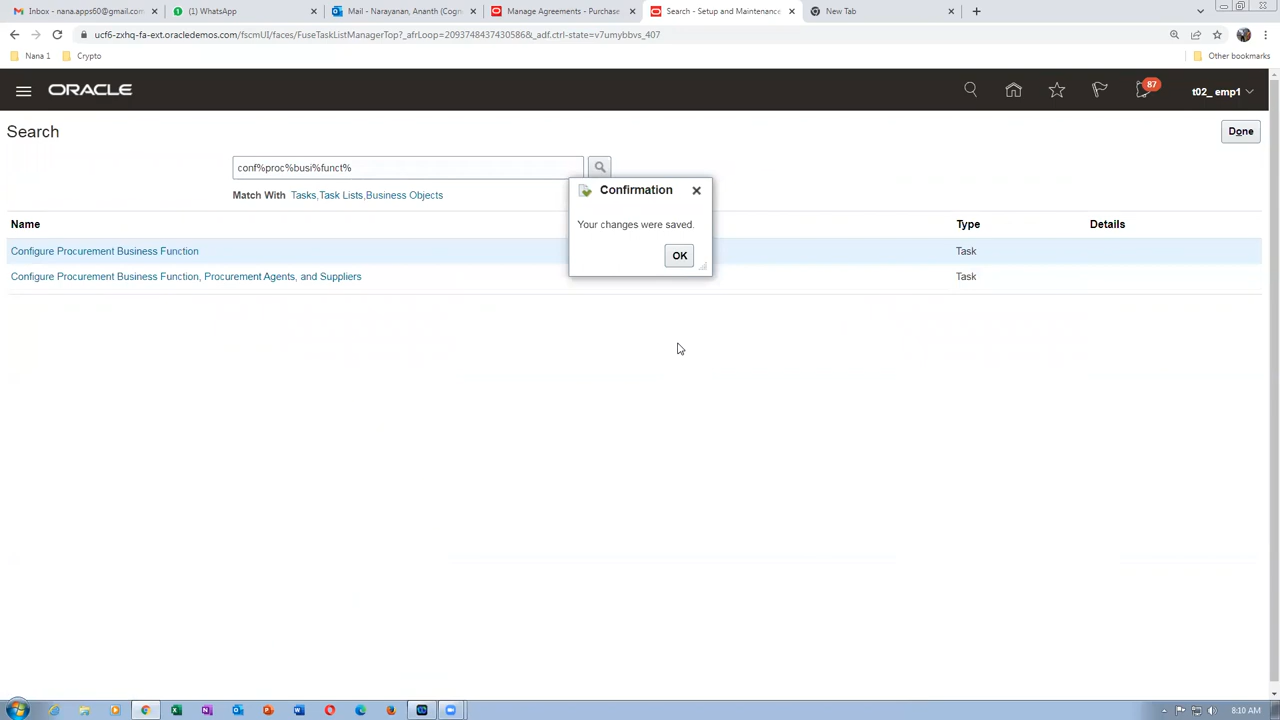 Inbox - nana.apps60@gmail.com
(1) WhatsApp
Mail - Narayanan, Ananth (Cogn
Manage Agreements - Purchase
Search - Setup and Maintenance
New Tab
ucf6-zxhq-fa-ext.oracledemos.com/fscmUI/faces/FuseTaskListManagerTop?_afrLoop=20937484374305866&_adf.ctrl-state=v7umybbvs_407
Nana 1
Crypto
Other bookmarks
ORACLE
87
t02_ emp1
Search
Done
conf%proc%busi%funct%
Match With Tasks,Task Lists,Business Objects
Confirmation
Your changes were saved.
OK
Name Type Details
Configure Procurement Business Function Task
Configure Procurement Business Function, Procurement Agents, and Suppliers Task
8:10 AM